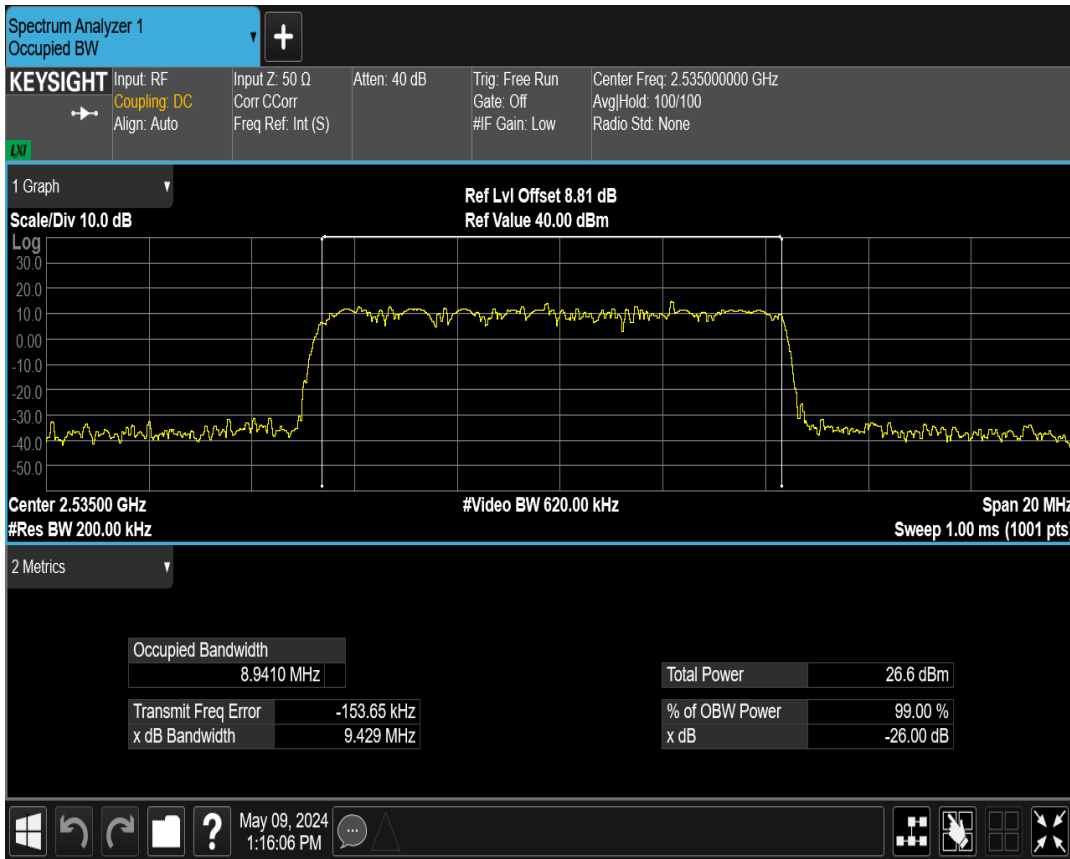 Spectrum Analyzer 1
Occupied BW
KEYSIGHT
LXI
Input: RF
Coupling: DC
Align: Auto
Input Z: 50 Ω
Corr CCorr
Freq Ref: Int (S)
Atten: 40 dB
Trig: Free Run
Gate: Off
#IF Gain: Low
Center Freq: 2.535000000 GHz
Avg|Hold: 100/100
Radio Std: None
1 Graph
Scale/Div 10.0 dB
Ref Lvl Offset 8.81 dB
Ref Value 40.00 dBm
Log
30.0
20.0
10.0
0.00
-10.0
-20.0
-30.0
-40.0
-50.0
Center 2.53500 GHz
#Res BW 200.00 kHz
#Video BW 620.00 kHz
Span 20 MHz
Sweep 1.00 ms (1001 pts)
2 Metrics
Occupied Bandwidth
8.9410 MHz
Transmit Freq Error -153.65 kHz
x dB Bandwidth 9.429 MHz
Total Power 26.6 dBm
% of OBW Power 99.00 %
x dB -26.00 dB
?
May 09, 2024
1:16:06 PM